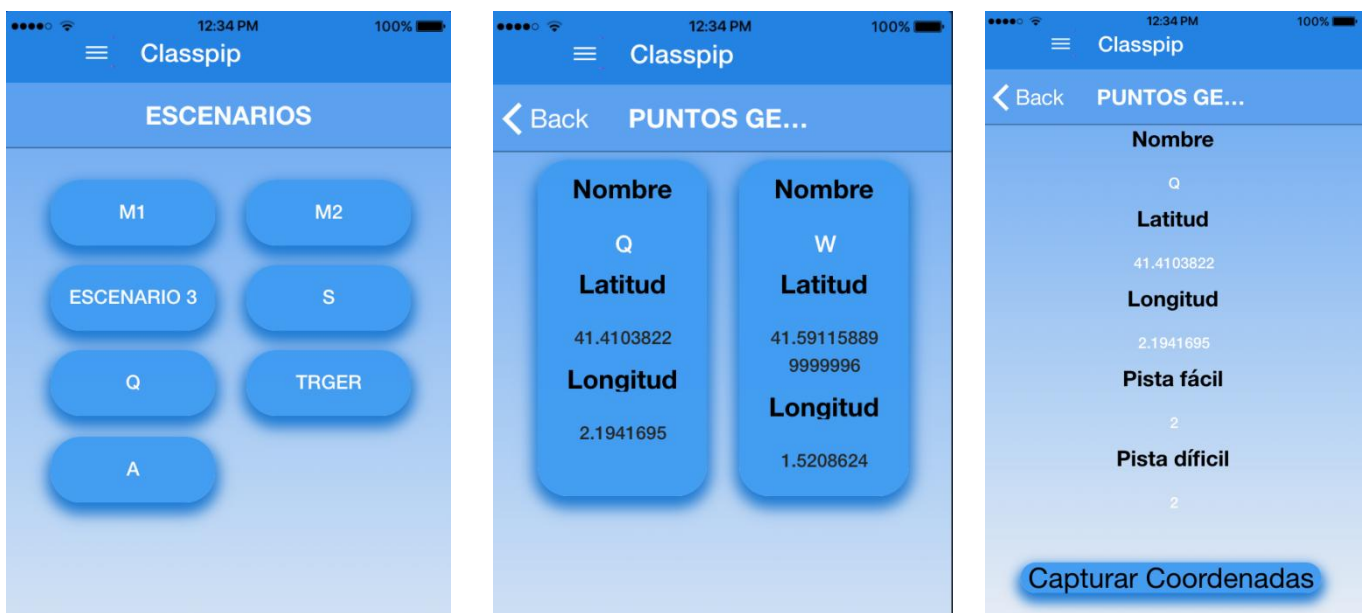 12:34 PM 100%
Classpip
ESCENARIOS
M1 M2
ESCENARIO 3 S
Q TRGER
A
12:34 PM 100%
Classpip
Back PUNTOS GE...
Nombre
Q
Latitud
41.4103822
Longitud
2.1941695
Nombre
W
Latitud
41.59115889
9999996
Longitud
1.5208624
12:34 PM 100%
Classpip
Back PUNTOS GE...
Nombre
Q
Latitud
41.4103822
Longitud
2.1941695
Pista fácil
2
Pista díficil
2
Capturar Coordenadas